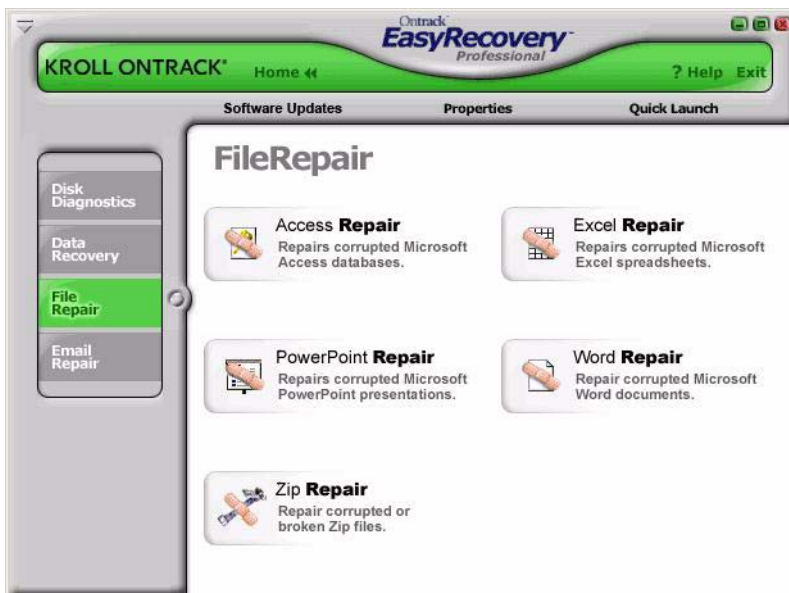 Ontrack
EasyRecovery
Professional
KROLL ONTRACK
Home
? Help Exit
Software Updates Properties Quick Launch
Disk
Diagnostics
Data
Recovery
File
Repair
Email
Repair
FileRepair
Access Repair
Repairs corrupted Microsoft
Access databases.
Excel Repair
Repairs corrupted Microsoft
Excel spreadsheets.
PowerPoint Repair
Repairs corrupted Microsoft
PowerPoint presentations.
Word Repair
Repair corrupted Microsoft
Word documents.
Zip Repair
Repair corrupted or
broken Zip files.